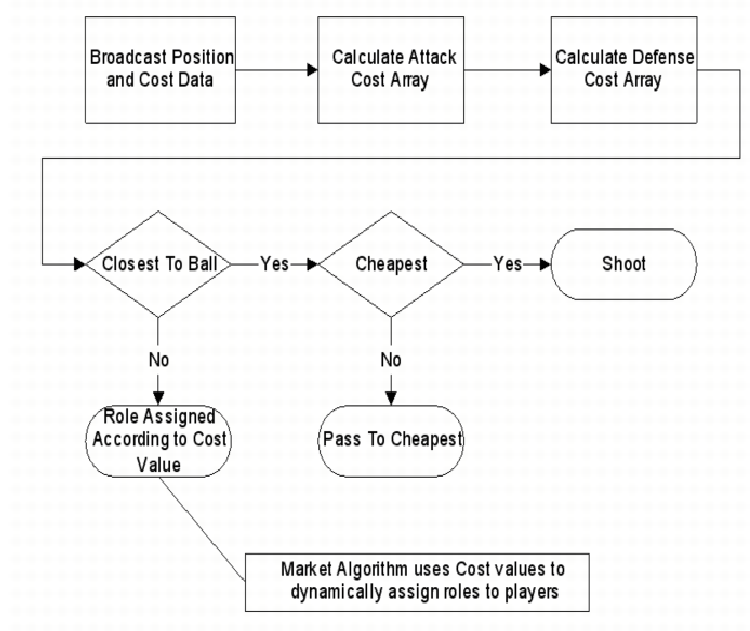 Broadcast Position
and Cost Data
Calculate Attack
Cost Array
Calculate Defense
Cost Array
Closest To Ball
Yes
Cheapest
Yes
Shoot
No
No
Role Assigned
According to Cost
Value
Pass To Cheapest
Market Algorithm uses Cost values to
dynamically assign roles to players